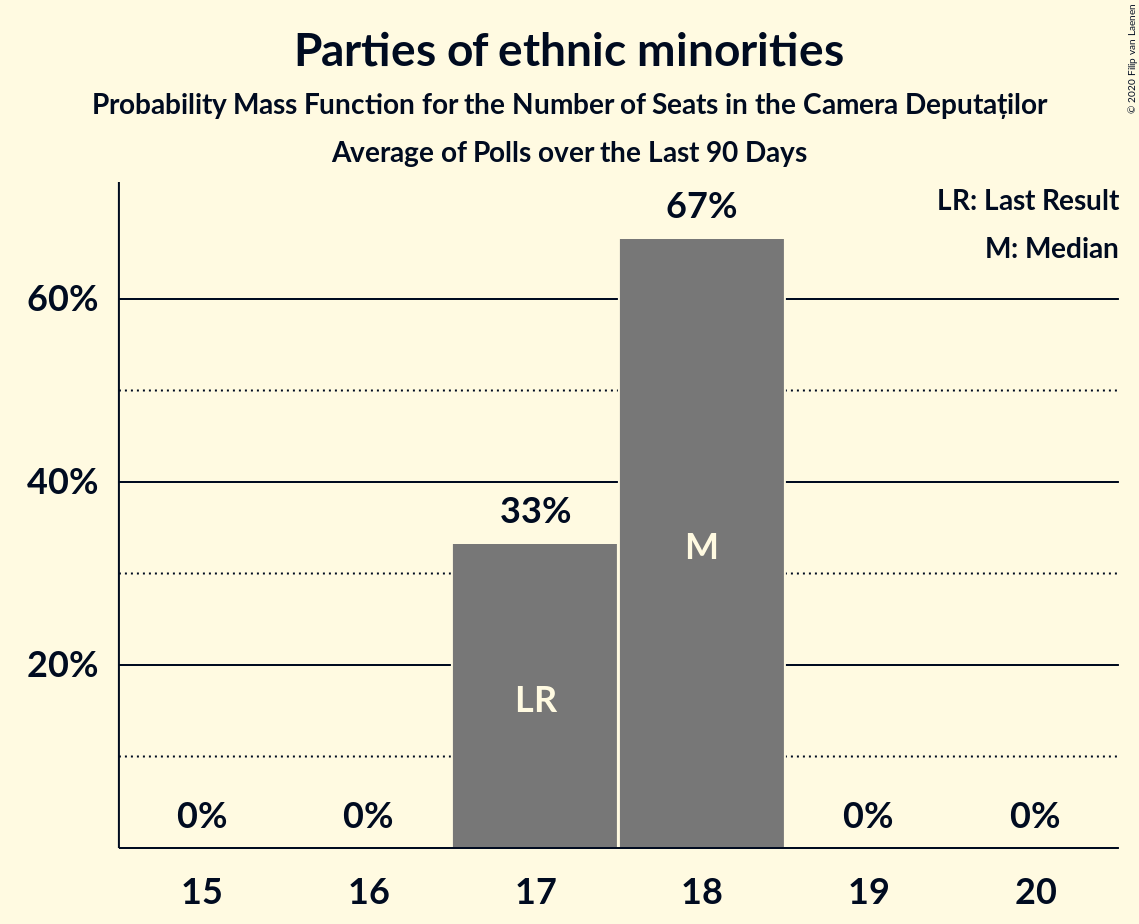 Parties of ethnic minorities
Probability Mass Function for the Number of Seats in the Camera Deputaților
Average of Polls over the Last 90 Days
© 2020 Filip van Laenen
LR: Last Result
M: Median
67%
60%
40%
33%
M
20%
LR
0%
0%
0%
0%
15
16
17
18
19
20